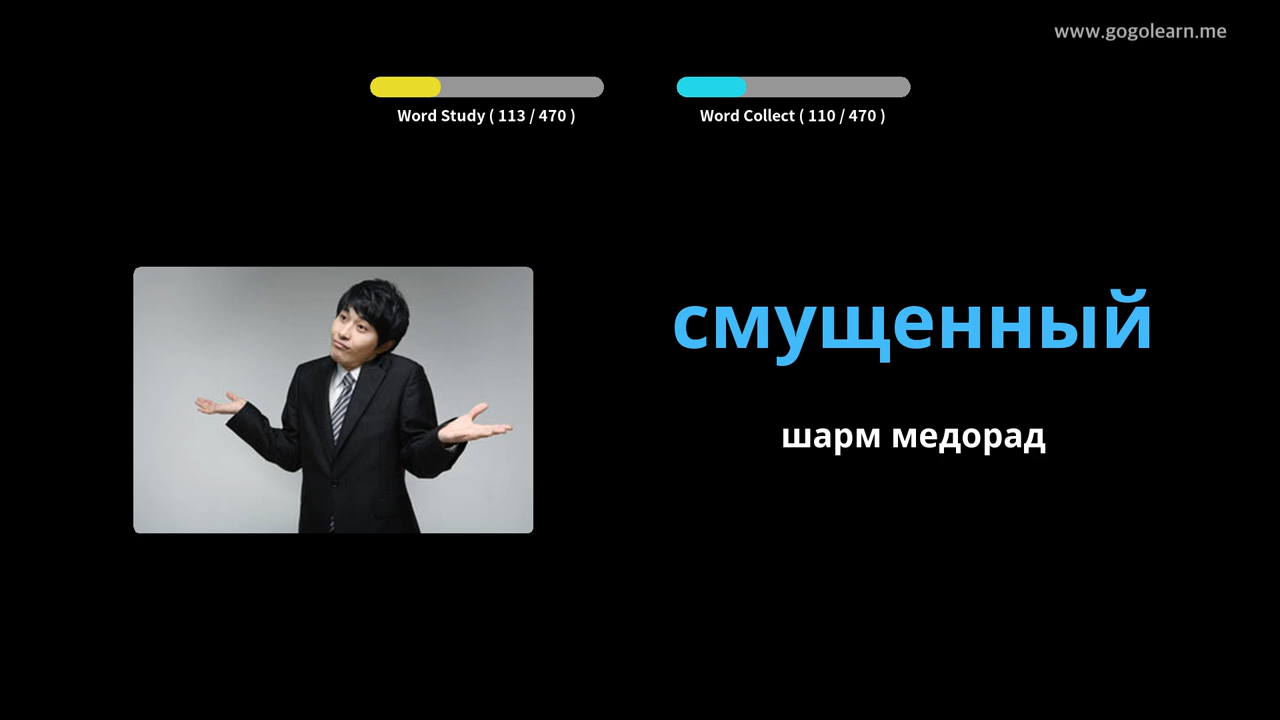 www.gogolearn.me
Word Study ( 113 / 470 )
Word Collect ( 110 / 470 )
смущенный
шарм медорад